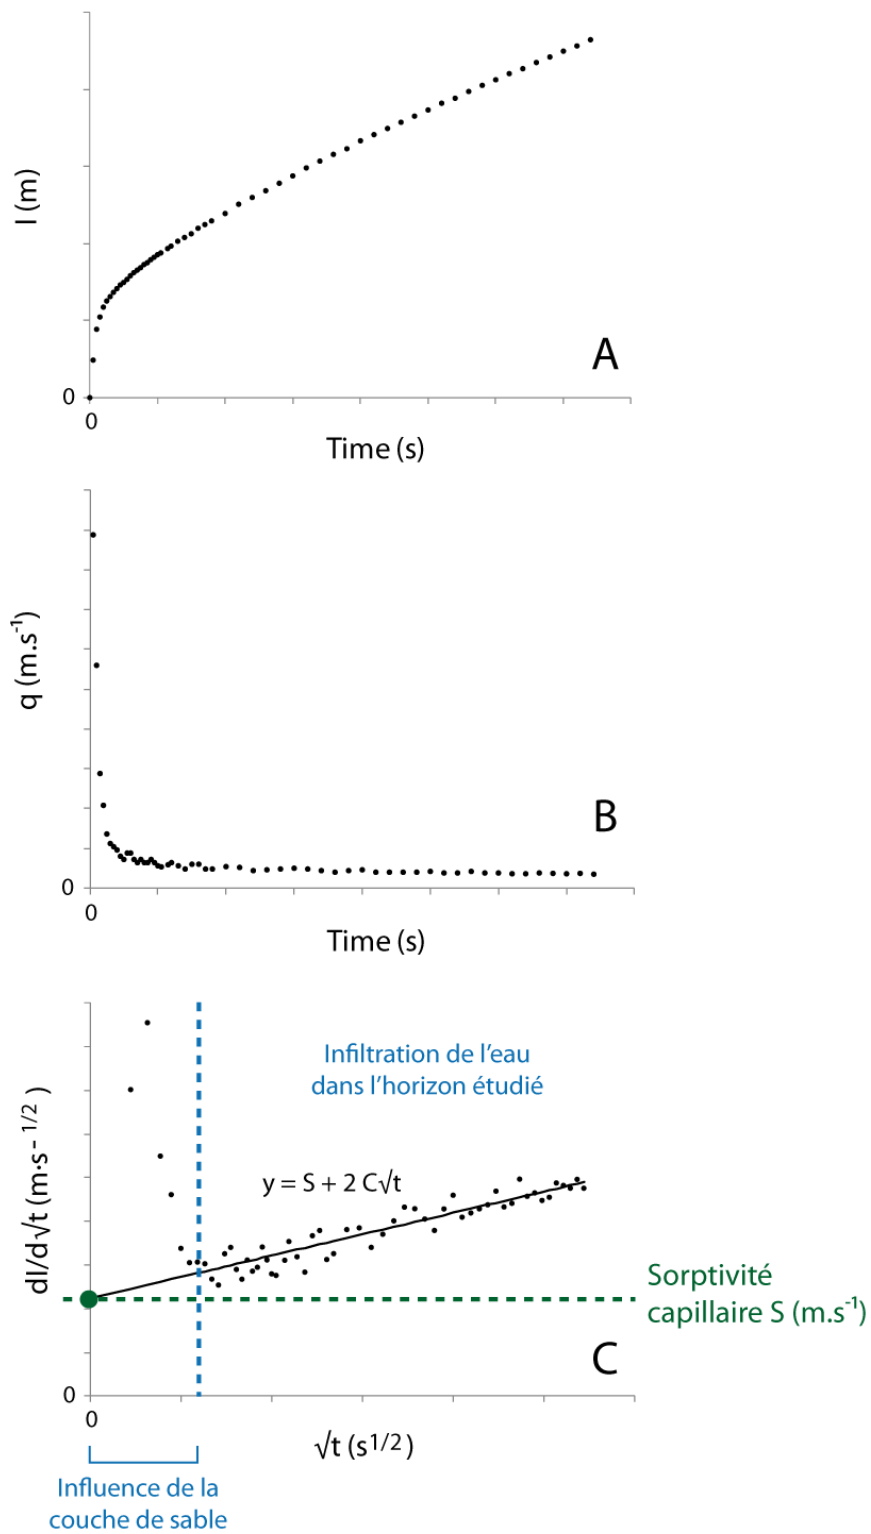 I (m)
A
0
0
Time (s)
q (m.s⁻¹)
B
0
0
Time (s)
dI/d√t (m·s- ¹/²)
Infiltration de l’eau
dans l’horizon étudié
y = S + 2 C√t
Sorptivité
capillaire S (m.s⁻¹)
C
0
0
√t (s¹/²)
Influence de la
couche de sable